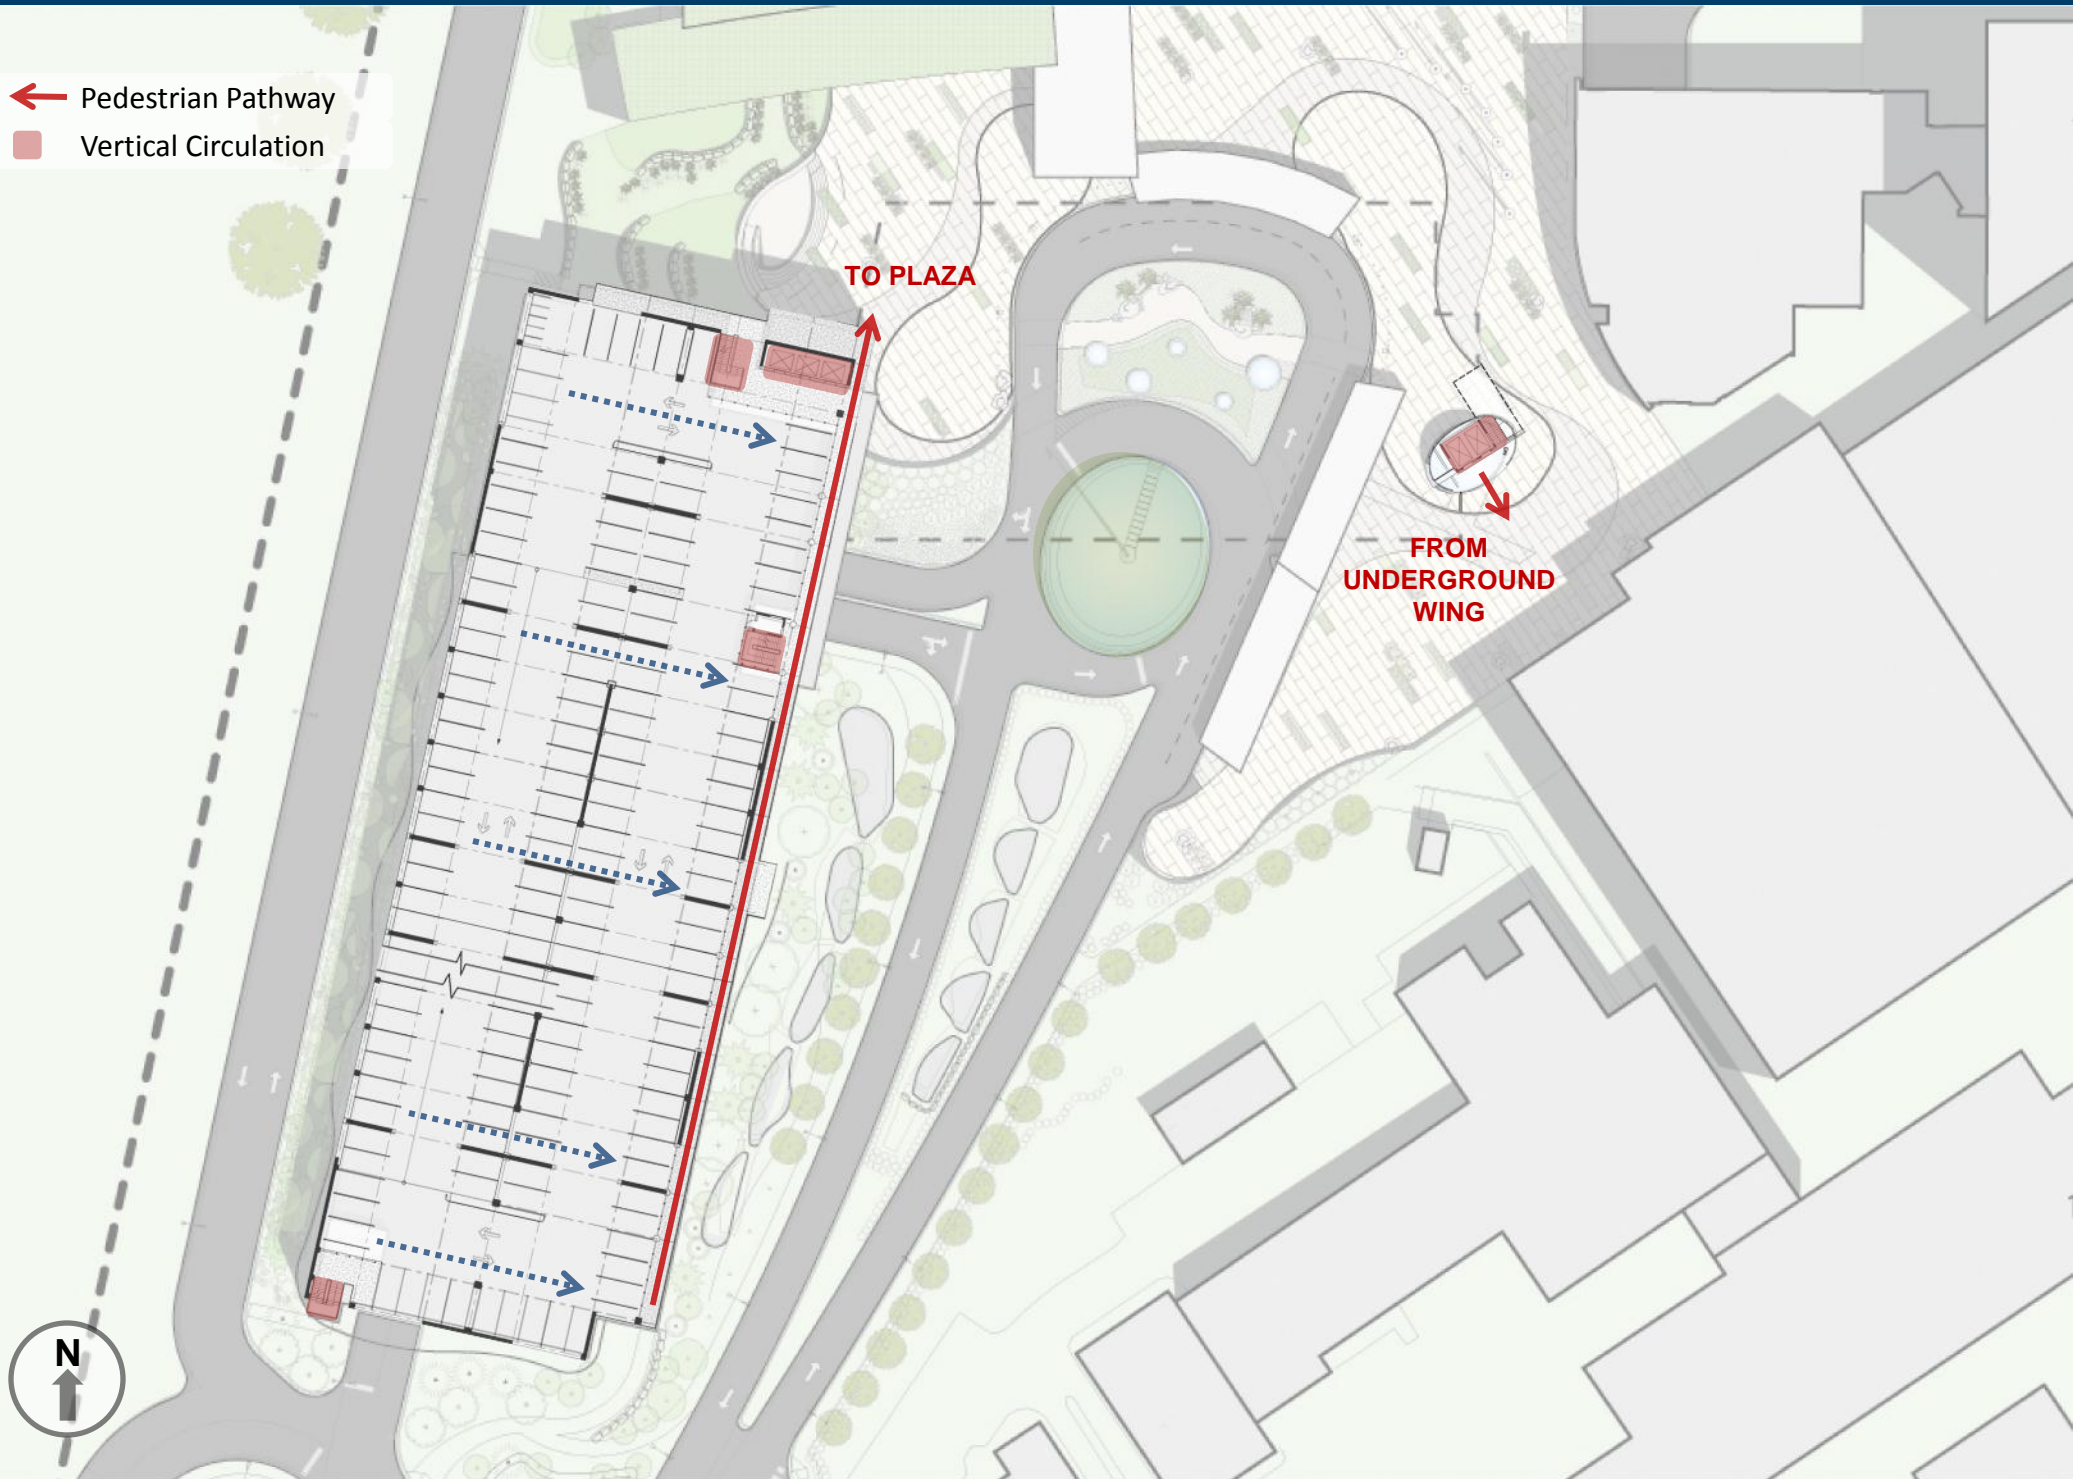 Pedestrian Pathway
Vertical Circulation
TO PLAZA
FROM
UNDERGROUND
WING
N